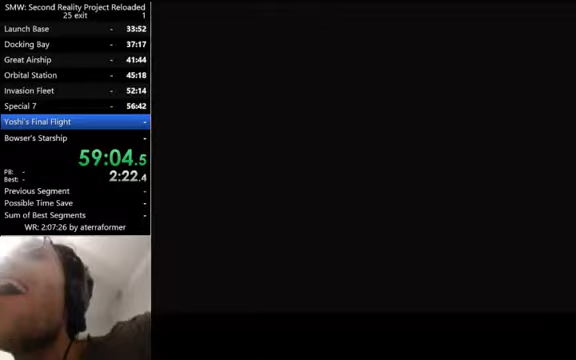 SMW: Second Reality Project Reloaded
25 exit 1
Launch Base - 33:52
Docking Bay - 37:17
Great Airship - 41:44
Orbital Station - 45:18
Invasion Fleet - 52:14
Special 7 - 56:42
Yoshi's Final Flight -
Bowser's Starship -
59:04.5
PB: -
Best: - 2:22.4
Previous Segment -
Possible Time Save -
Sum of Best Segments -
WR: 2:07:26 by aterraformer